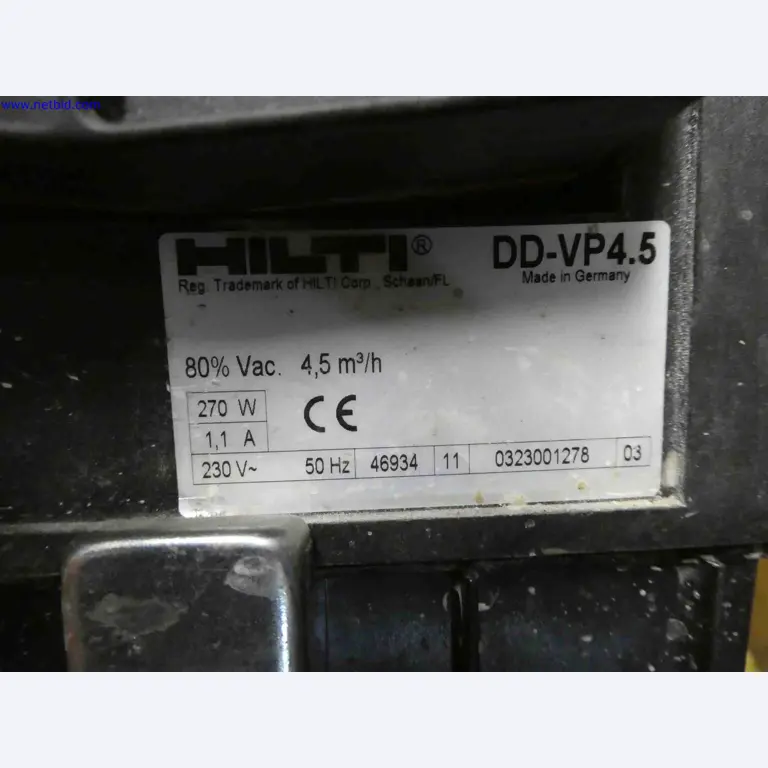 www.netbid.com
HILTI® DD-VP4.5
Reg. Trademark of HILTI Corp., Schaan/FL Made in Germany
80% Vac. 4,5 m³/h
270 W CE
1,1 A
230 V~ 50 Hz 46934 11 0323001278 03